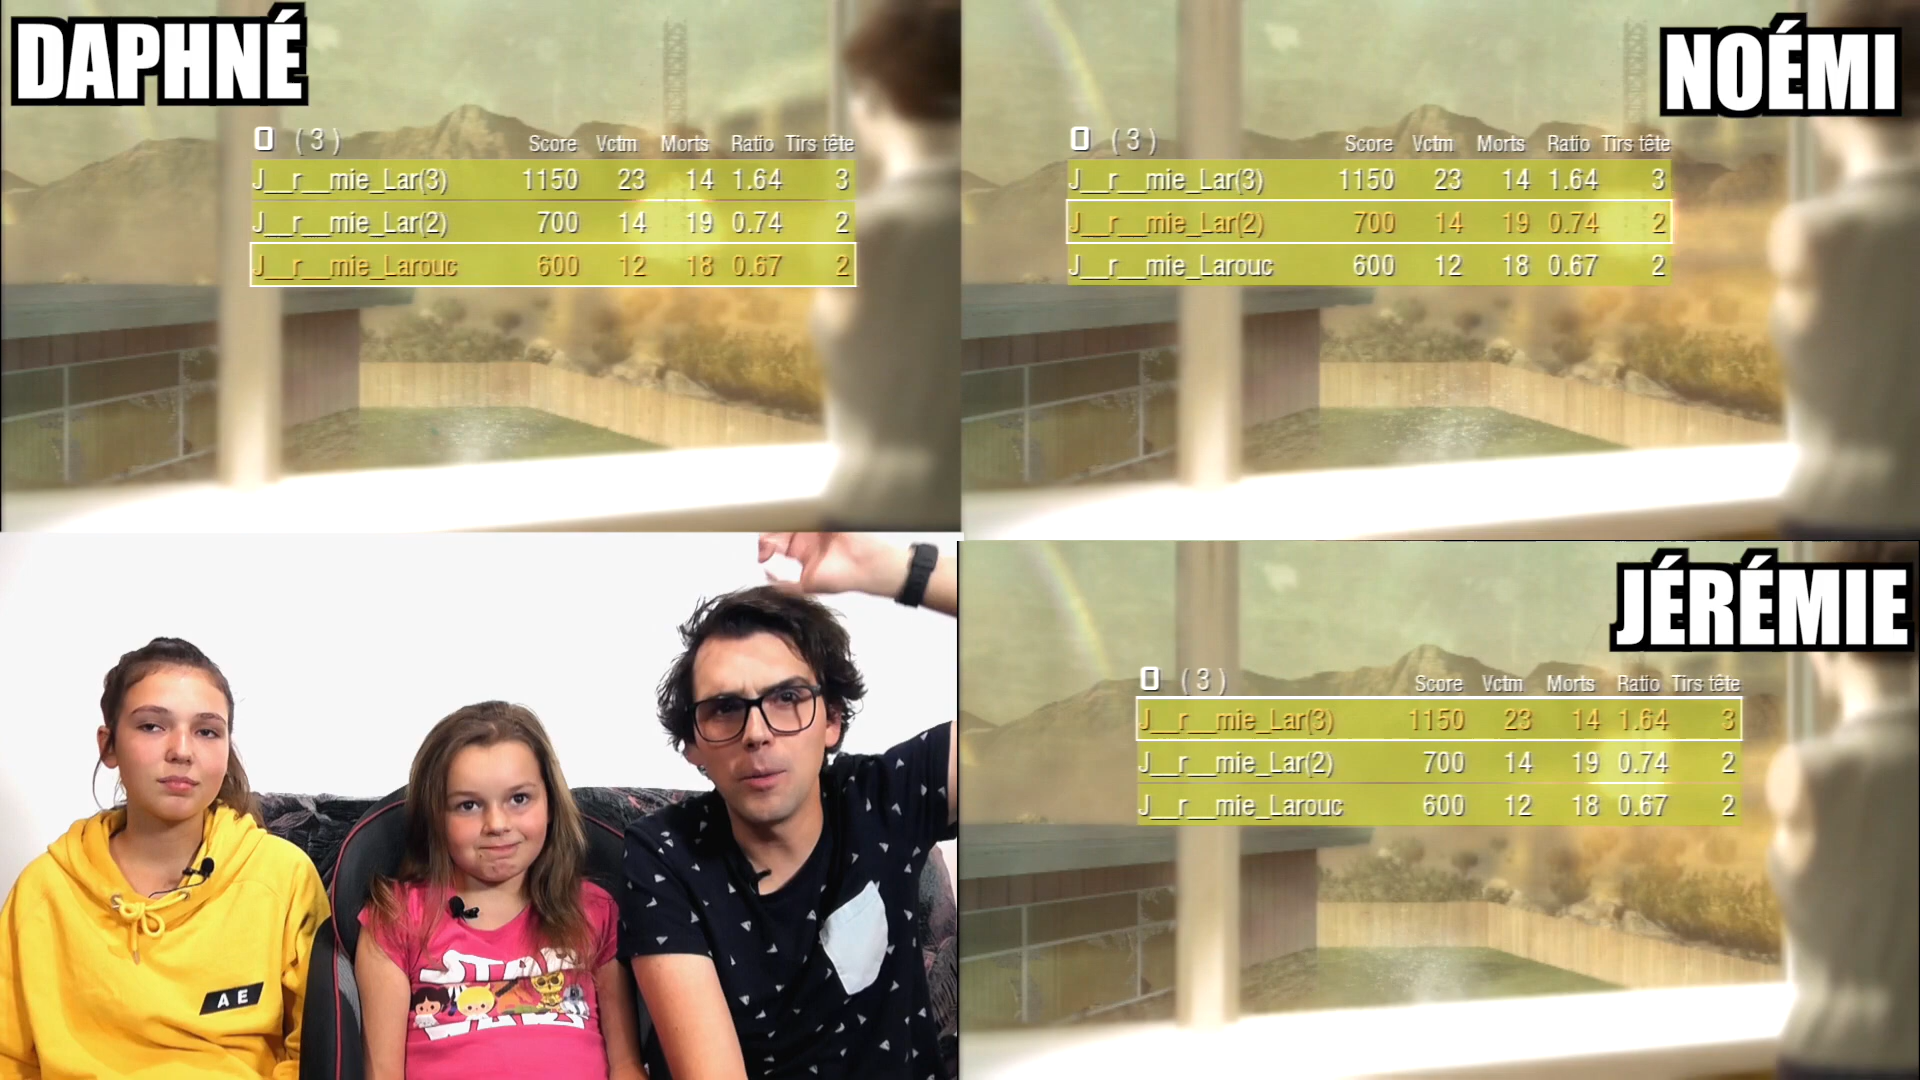 DAPHNÉ
0 (3) Score Vctm Morts Ratio Tirs tête
J__r__mie_Lar(3) 1150 23 14 1.64 3
J__r__mie_Lar(2) 700 14 19 0.74 2
J__r__mie_Larouc 600 12 18 0.67 2
NOÉMI
0 (3) Score Vctm Morts Ratio Tirs tête
J__r__mie_Lar(3) 1150 23 14 1.64 3
J__r__mie_Lar(2) 700 14 19 0.74 2
J__r__mie_Larouc 600 12 18 0.67 2
AE
STAR
WARS
JÉRÉMIE
0 (3) Score Vctm Morts Ratio Tirs tête
J__r__mie_Lar(3) 1150 23 14 1.64 3
J__r__mie_Lar(2) 700 14 19 0.74 2
J__r__mie_Larouc 600 12 18 0.67 2